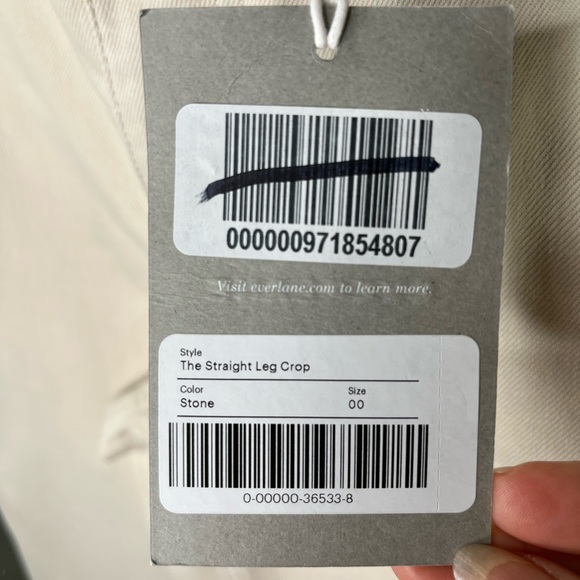 000000971854807
Visit everlane.com to learn more.
Style
The Straight Leg Crop
Color Size
Stone 00
0-00000-36533-8